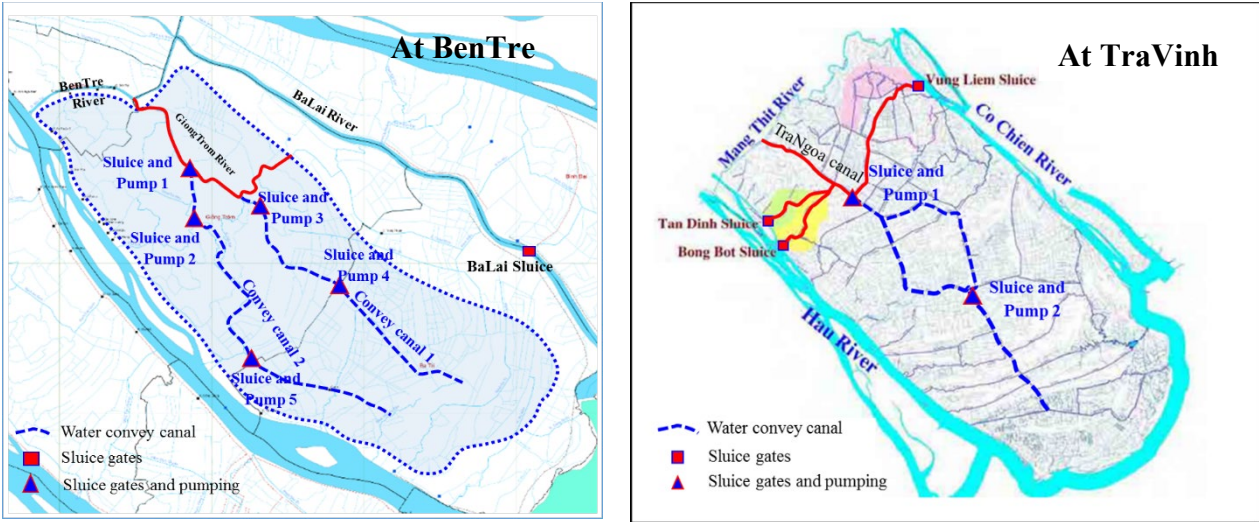 At BenTre
BenTre
River
BaLai River
GiongTrom River
Sluice and
Pump 1
Sluice and
Pump 3
Sluice and
Pump 2
Sluice and
Pump 4
BaLai Sluice
Convey canal 2
Convey canal 1
Sluice and
Pump 5
Water convey canal
Sluice gates
Sluice gates and pumping
At TraVinh
Vung Liem Sluice
Mang Thit River
Co Chien River
TraNgoa canal
Sluice and
Pump 1
Tan Dinh Sluice
Bong Bot Sluice
Sluice and
Pump 2
Hau River
Water convey canal
Sluice gates
Sluice gates and pumping